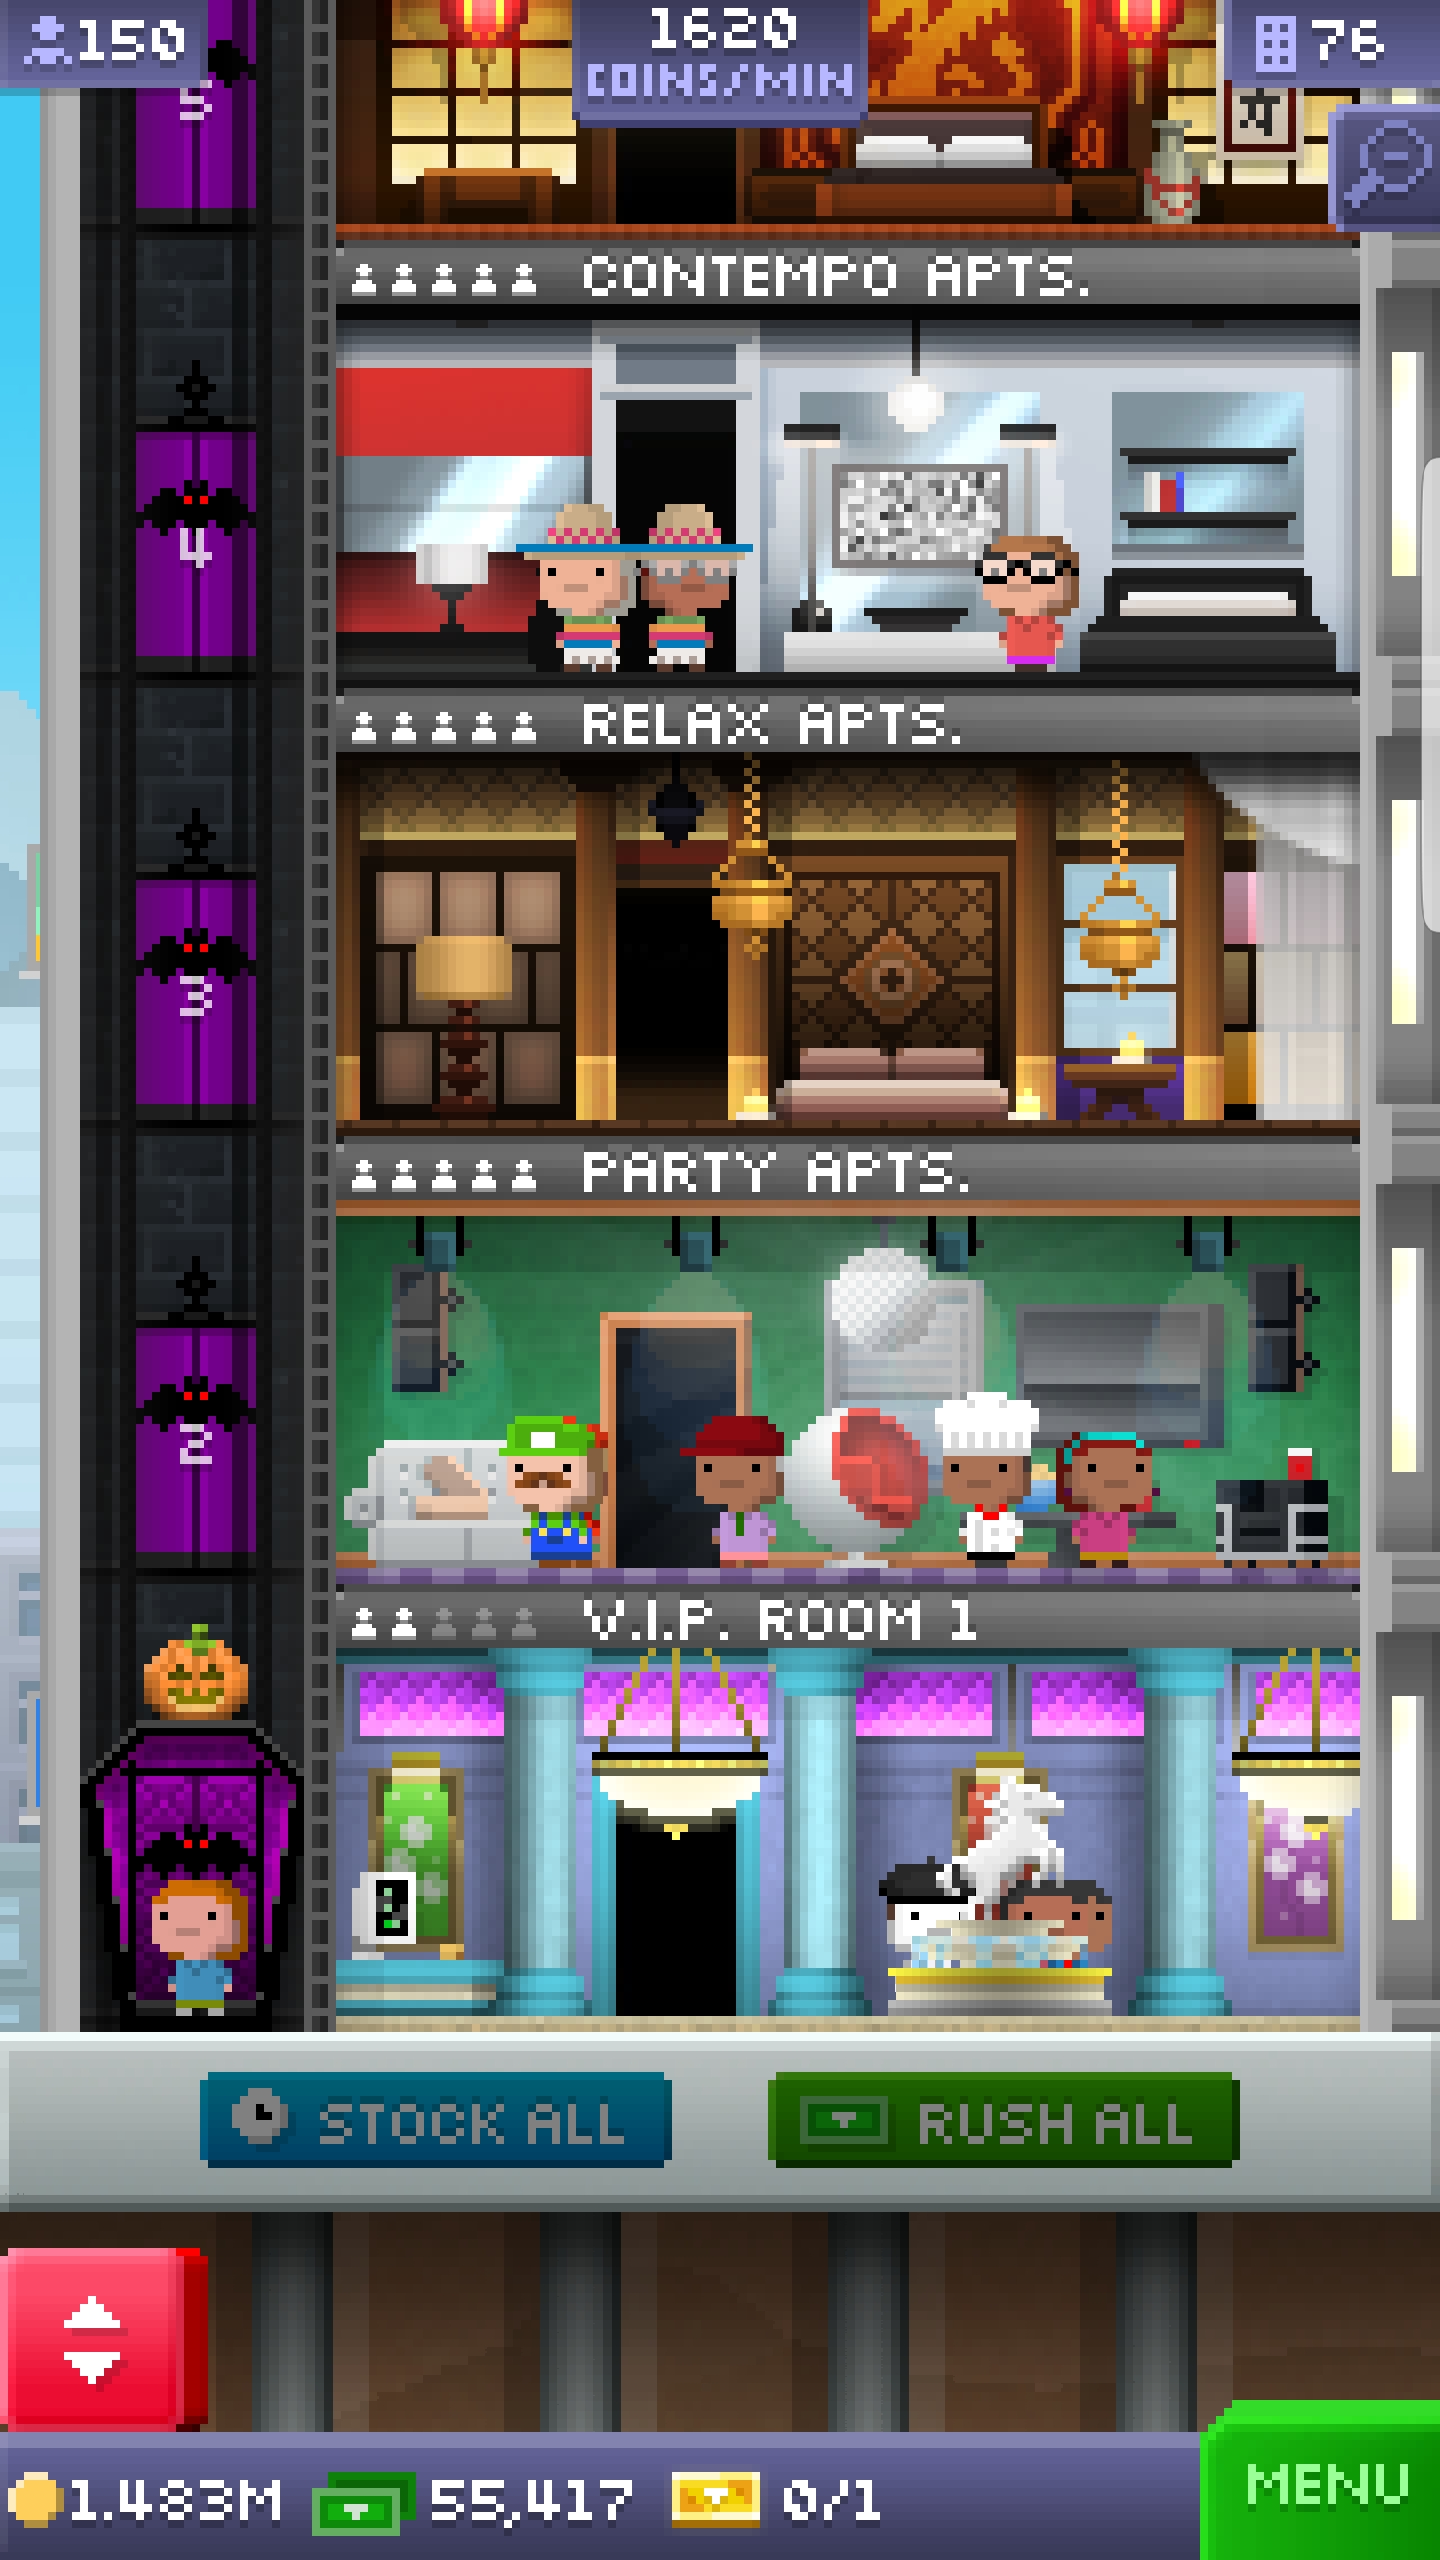 150
1620
COINS/MIN
76
5
CONTEMPO APTS.
4
RELAX APTS.
3
PARTY APTS.
2
V.I.P. ROOM 1
STOCK ALL
RUSH ALL
1.483M
55,417
0/1
MENU